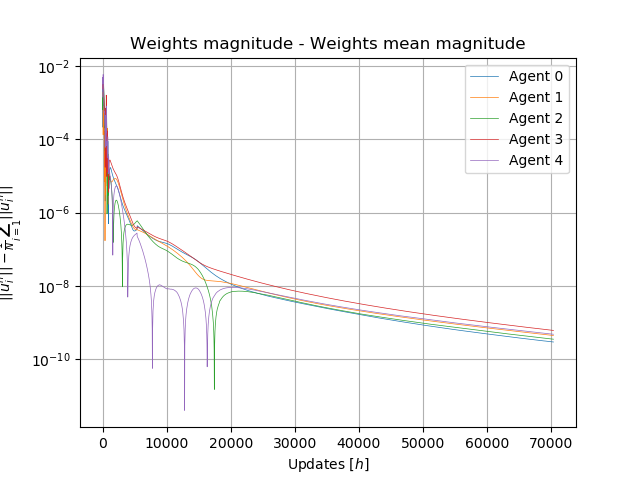 Weights magnitude - Weights mean magnitude
10⁻²
10⁻⁴
10⁻⁶
10⁻⁸
10⁻¹⁰
Agent 0
Agent 1
Agent 2
Agent 3
Agent 4
0 10000 20000 30000 40000 50000 60000 70000
Updates [h]